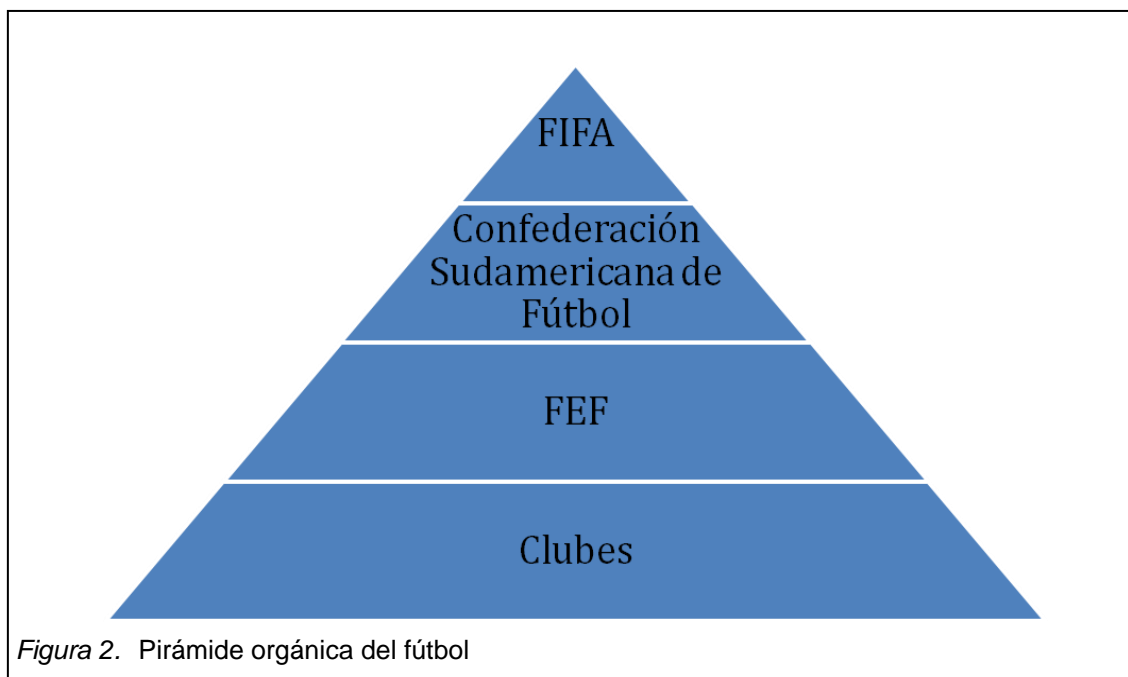 FIFA
Confederación
Sudamericana de
Fútbol
FEF
Clubes
Figura 2. Pirámide orgánica del fútbol